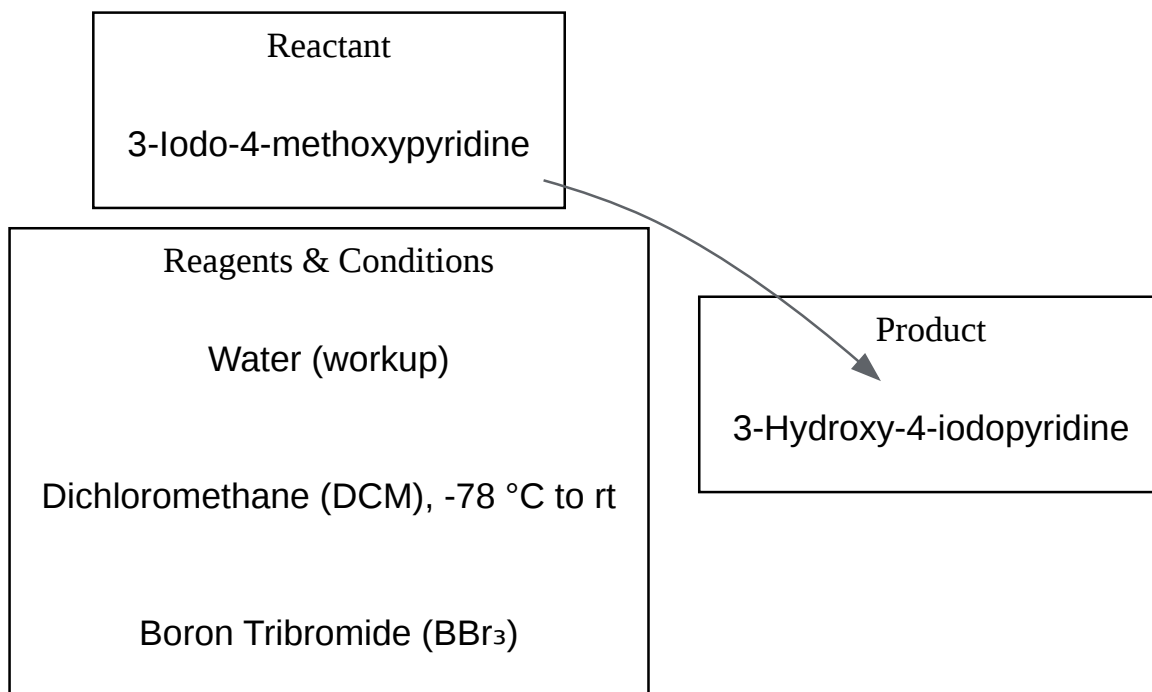 Reactant
3-Iodo-4-methoxypyridine
Reagents & Conditions
Water (workup)
Dichloromethane (DCM), -78 °C to rt
Boron Tribromide (BBr₃)
Product
3-Hydroxy-4-iodopyridine